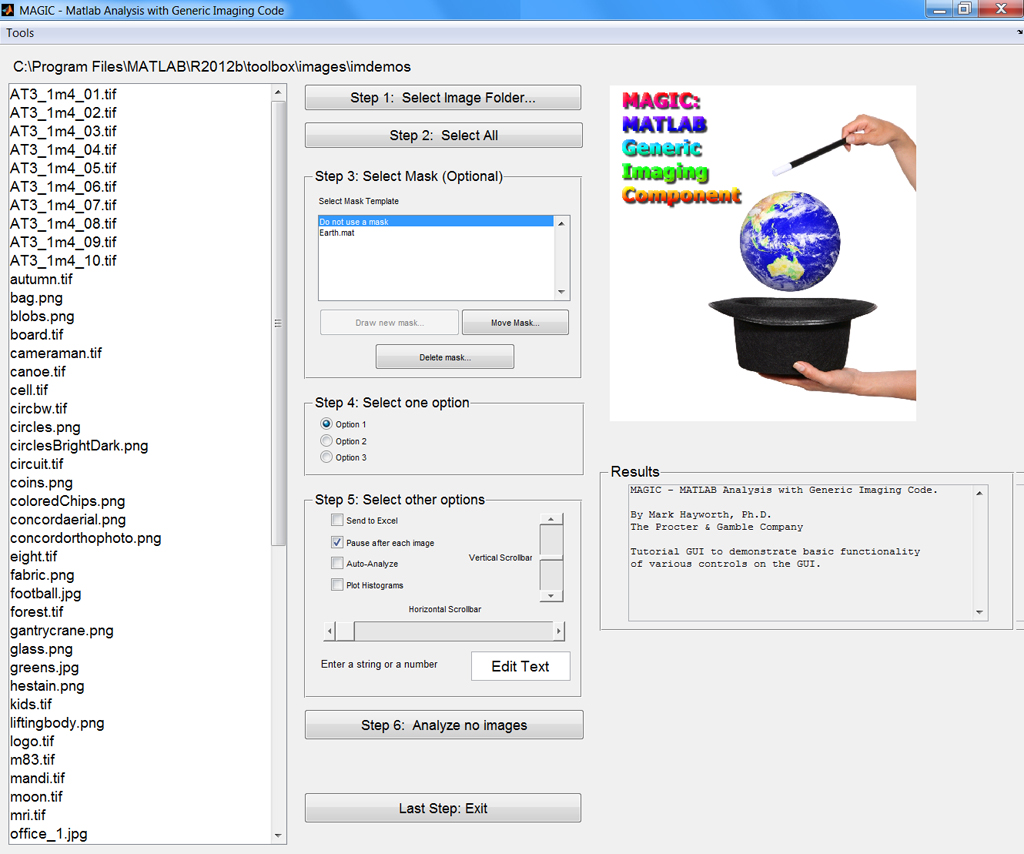 MAGIC - Matlab Analysis with Generic Imaging Code
Tools
C:\Program Files\MATLAB\R2012b\toolbox\images\imdemos
AT3_1m4_01.tif
AT3_1m4_02.tif
AT3_1m4_03.tif
AT3_1m4_04.tif
AT3_1m4_05.tif
AT3_1m4_06.tif
AT3_1m4_07.tif
AT3_1m4_08.tif
AT3_1m4_09.tif
AT3_1m4_10.tif
autumn.tif
bag.png
blobs.png
board.tif
cameraman.tif
canoe.tif
cell.tif
circbw.tif
circles.png
circlesBrightDark.png
circuit.tif
coins.png
coloredChips.png
concordaerial.png
concordorthophoto.png
eight.tif
fabric.png
football.jpg
forest.tif
gantrycrane.png
glass.png
greens.jpg
hestain.png
kids.tif
liftingbody.png
logo.tif
m83.tif
mandi.tif
moon.tif
mri.tif
office_1.jpg
Step 1:  Select Image Folder...
Step 2:  Select All
Step 3: Select Mask (Optional)
Select Mask Template
Do not use a mask
Earth.mat
Draw new mask...
Move Mask...
Delete mask...
Step 4: Select one option
Option 1
Option 2
Option 3
Step 5: Select other options
Send to Excel
Pause after each image
Auto-Analyze
Plot Histograms
Vertical Scrollbar
Horizontal Scrollbar
Enter a string or a number
Edit Text
Step 6:  Analyze no images
Last Step: Exit
MAGIC:
MATLAB
Generic
Imaging
Component
Results
MAGIC - MATLAB Analysis with Generic Imaging Code.
By Mark Hayworth, Ph.D.
The Procter & Gamble Company
Tutorial GUI to demonstrate basic functionality
of various controls on the GUI.